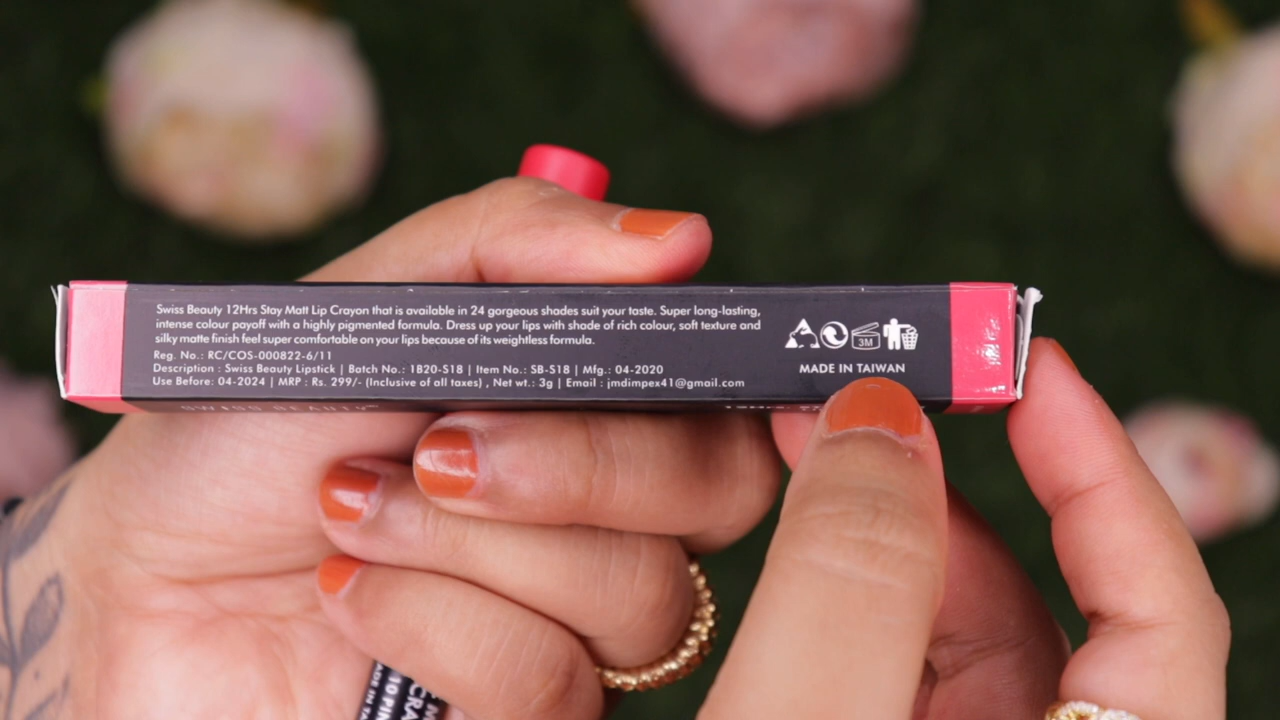 Swiss Beauty 12Hrs Stay Matt Lip Crayon that is available in 24 gorgeous shades suit your taste. Super long-lasting,
intense colour payoff with a highly pigmented formula. Dress up your lips with shade of rich colour, soft texture and
silky matte finish feel super comfortable on your lips because of its weightless formula.
Reg. No.: RC/COS-000822-6/11
Description : Swiss Beauty Lipstick | Batch No.: 1B20-S18 | Item No.: SB-S18 | Mfg.: 04-2020
Use Before: 04-2024 | MRP : Rs. 299/- (Inclusive of all taxes) , Net wt.: 3g | Email : jmdimpex41@gmail.com
3M
MADE IN TAIWAN
SWISS BEAUTY
MADE IN